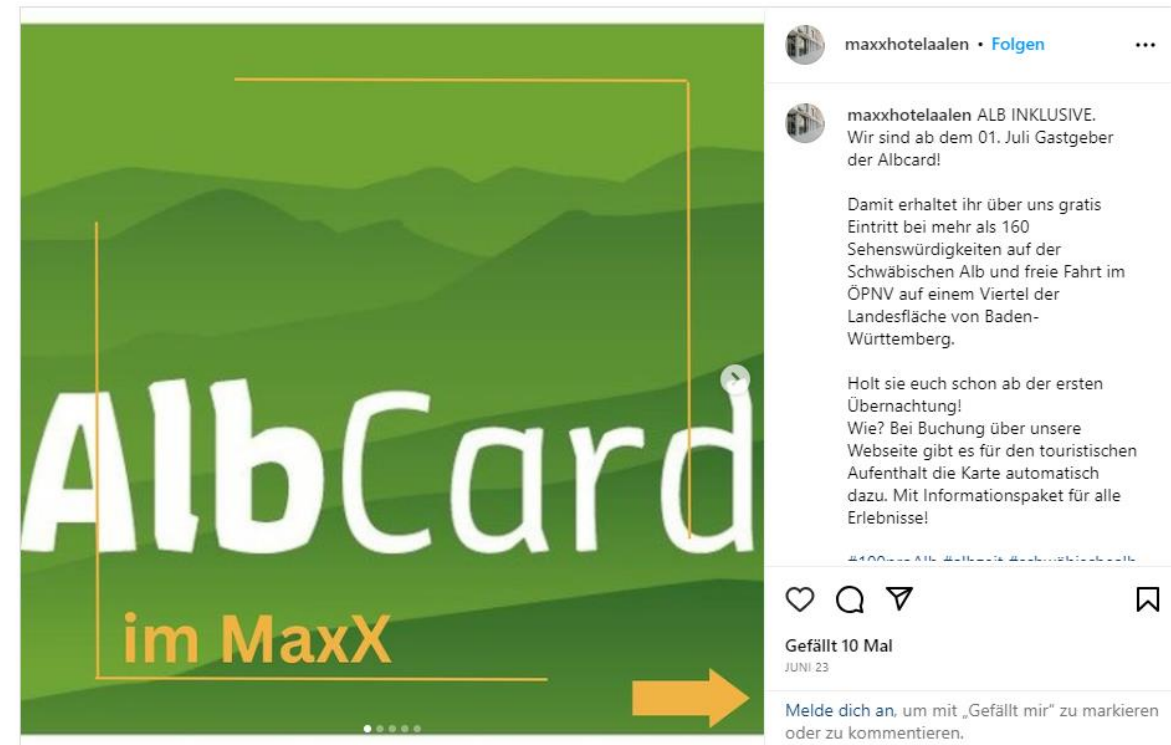 AlbCard
im MaxX
maxxhotelaalen • Folgen
maxxhotelaalen ALB INKLUSIVE.
Wir sind ab dem 01. Juli Gastgeber
der Albcard!
Damit erhaltet ihr über uns gratis
Eintritt bei mehr als 160
Sehenswürdigkeiten auf der
Schwäbischen Alb und freie Fahrt im
ÖPNV auf einem Viertel der
Landesfläche von Baden-
Württemberg.
Holt sie euch schon ab der ersten
Übernachtung!
Wie? Bei Buchung über unsere
Webseite gibt es für den touristischen
Aufenthalt die Karte automatisch
dazu. Mit Informationspaket für alle
Erlebnisse!
Gefällt 10 Mal
JUNI 23
Melde dich an, um mit „Gefällt mir“ zu markieren
oder zu kommentieren.